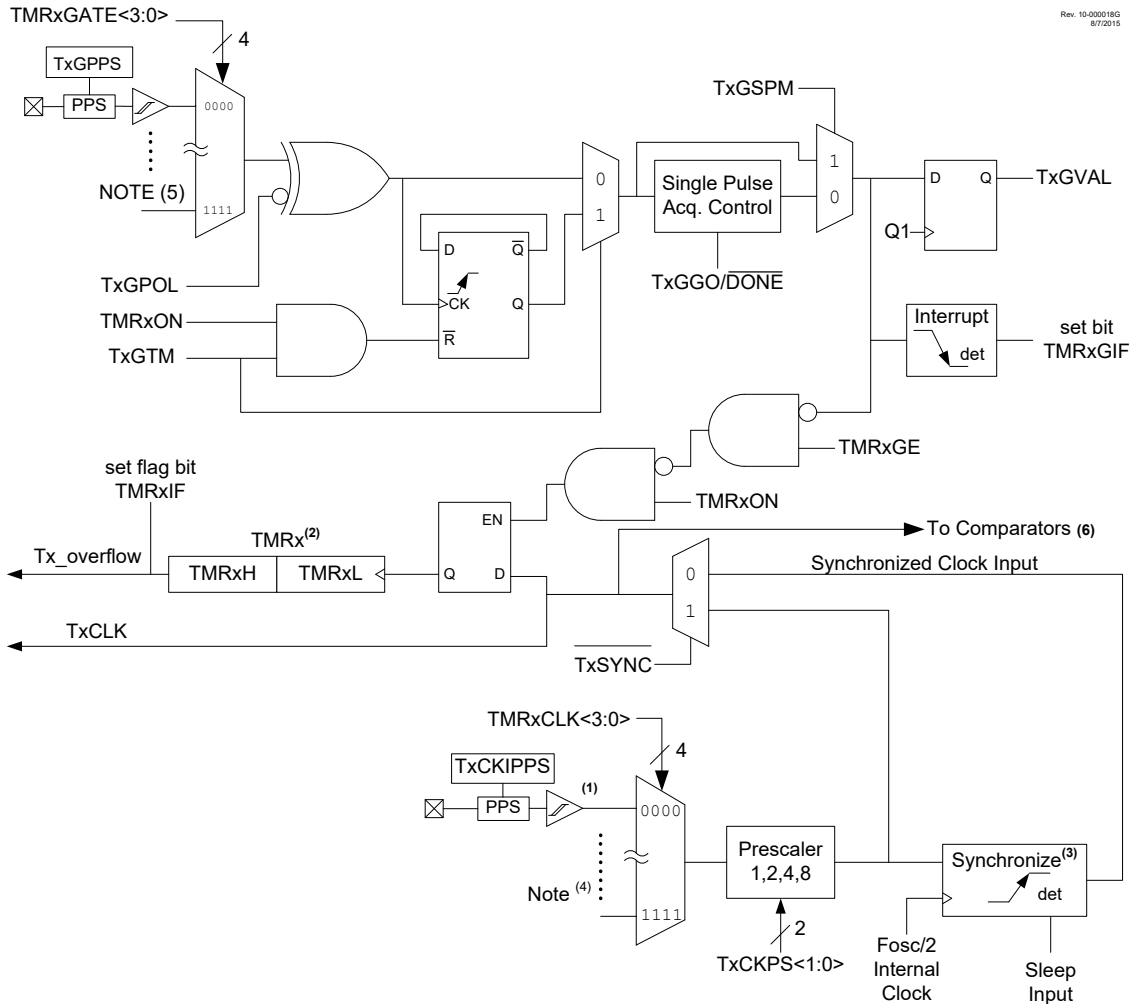 Rev. 10-000018G
8/7/2015
TMRxGATE<3:0>
4
TxGPPS
PPS
0000
NOTE (5)
1111
TxGPOL
TMRxON
TxGTM
D
Q
CK
Q
R
0
1
Single Pulse
Acq. Control
TxGGO/DONE
TxGSPM
1
0
D
Q
Q1
TxGVAL
Interrupt
det
set bit
TMRxGIF
TMRxGE
TMRxON
set flag bit
TMRxIF
Tx_overflow
TMRx(2)
TMRxH
TMRxL
EN
Q
D
To Comparators (6)
0
1
Synchronized Clock Input
TxCLK
TxSYNC
TMRxCLK<3:0>
4
TxCKIPPS
PPS
(1)
0000
Note (4)
1111
Prescaler
1,2,4,8
2
TxCKPS<1:0>
Synchronize(3)
det
Fosc/2
Internal
Clock
Sleep
Input